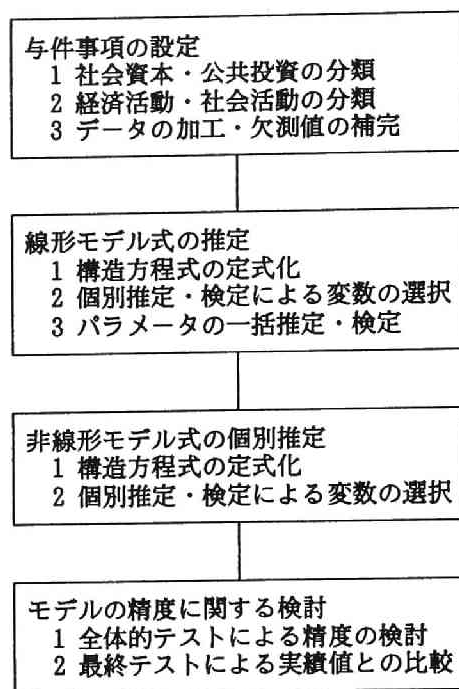 与件事項の設定
1 社会資本・公共投資の分類
2 経済活動・社会活動の分類
3 データの加工・欠測値の補完
線形モデル式の推定
1 構造方程式の定式化
2 個別推定・検定による変数の選択
3 パラメータの一括推定・検定
非線形モデル式の個別推定
1 構造方程式の定式化
2 個別推定・検定による変数の選択
モデルの精度に関する検討
1 全体的テストによる精度の検討
2 最終テストによる実績値との比較